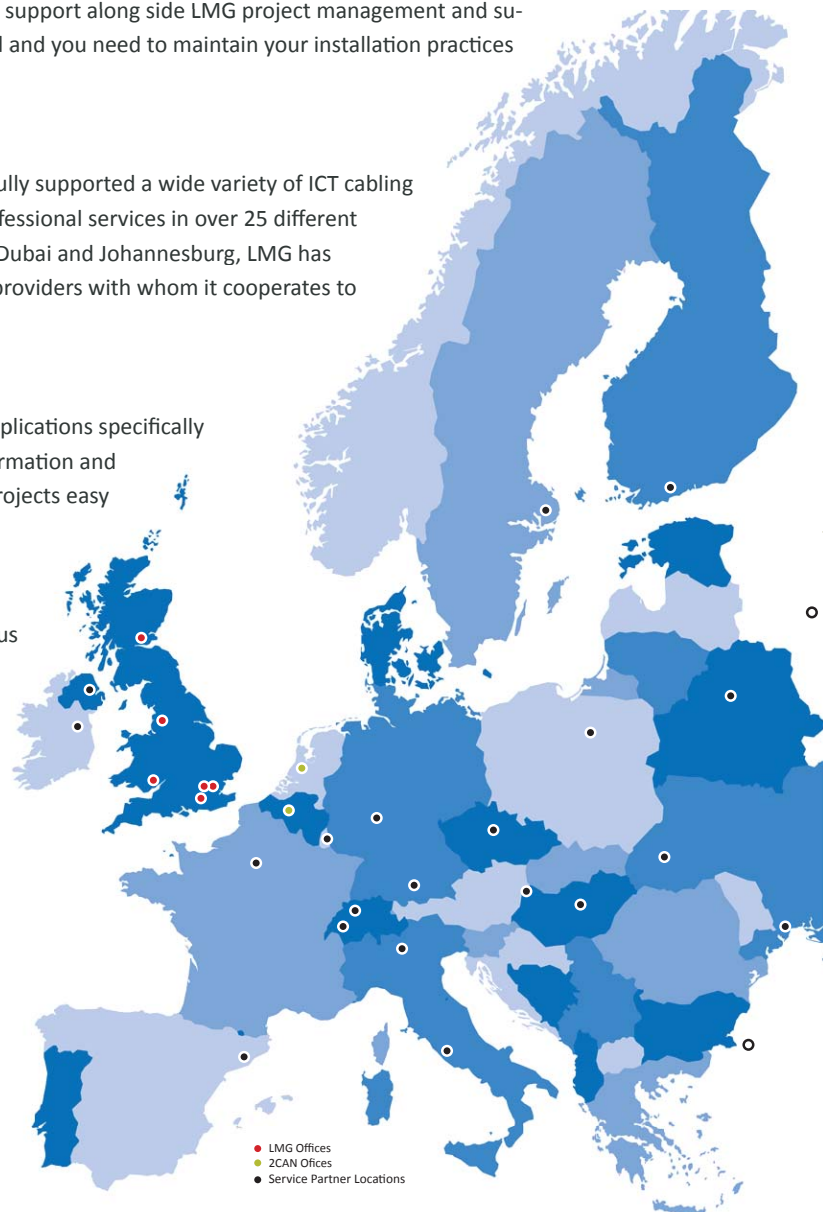 support along side LMG project management and su-
and you need to maintain your installation practices
ully supported a wide variety of ICT cabling
fessional services in over 25 different
Dubai and Johannesburg, LMG has
providers with whom it cooperates to
plications specifically
rmation and
rojects easy
us
LMG Offices
2CAN Ofices
Service Partner Locations